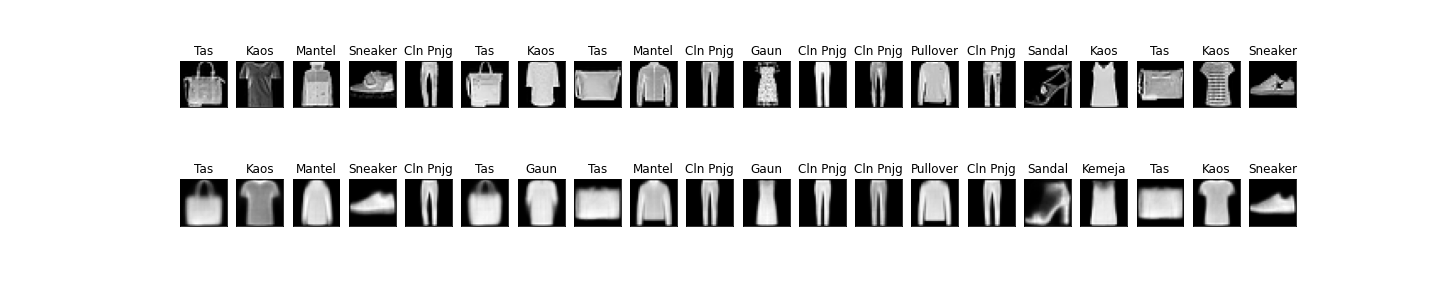 Tas Kaos Mantel Sneaker Cln Pnjg Tas Kaos Tas Mantel Cln Pnjg Gaun Cln Pnjg Cln Pnjg Pullover Cln Pnjg Sandal Kaos Tas Kaos Sneaker
Tas Kaos Mantel Sneaker Cln Pnjg Tas Gaun Tas Mantel Cln Pnjg Gaun Cln Pnjg Cln Pnjg Pullover Cln Pnjg Sandal Kemeja Tas Kaos Sneaker